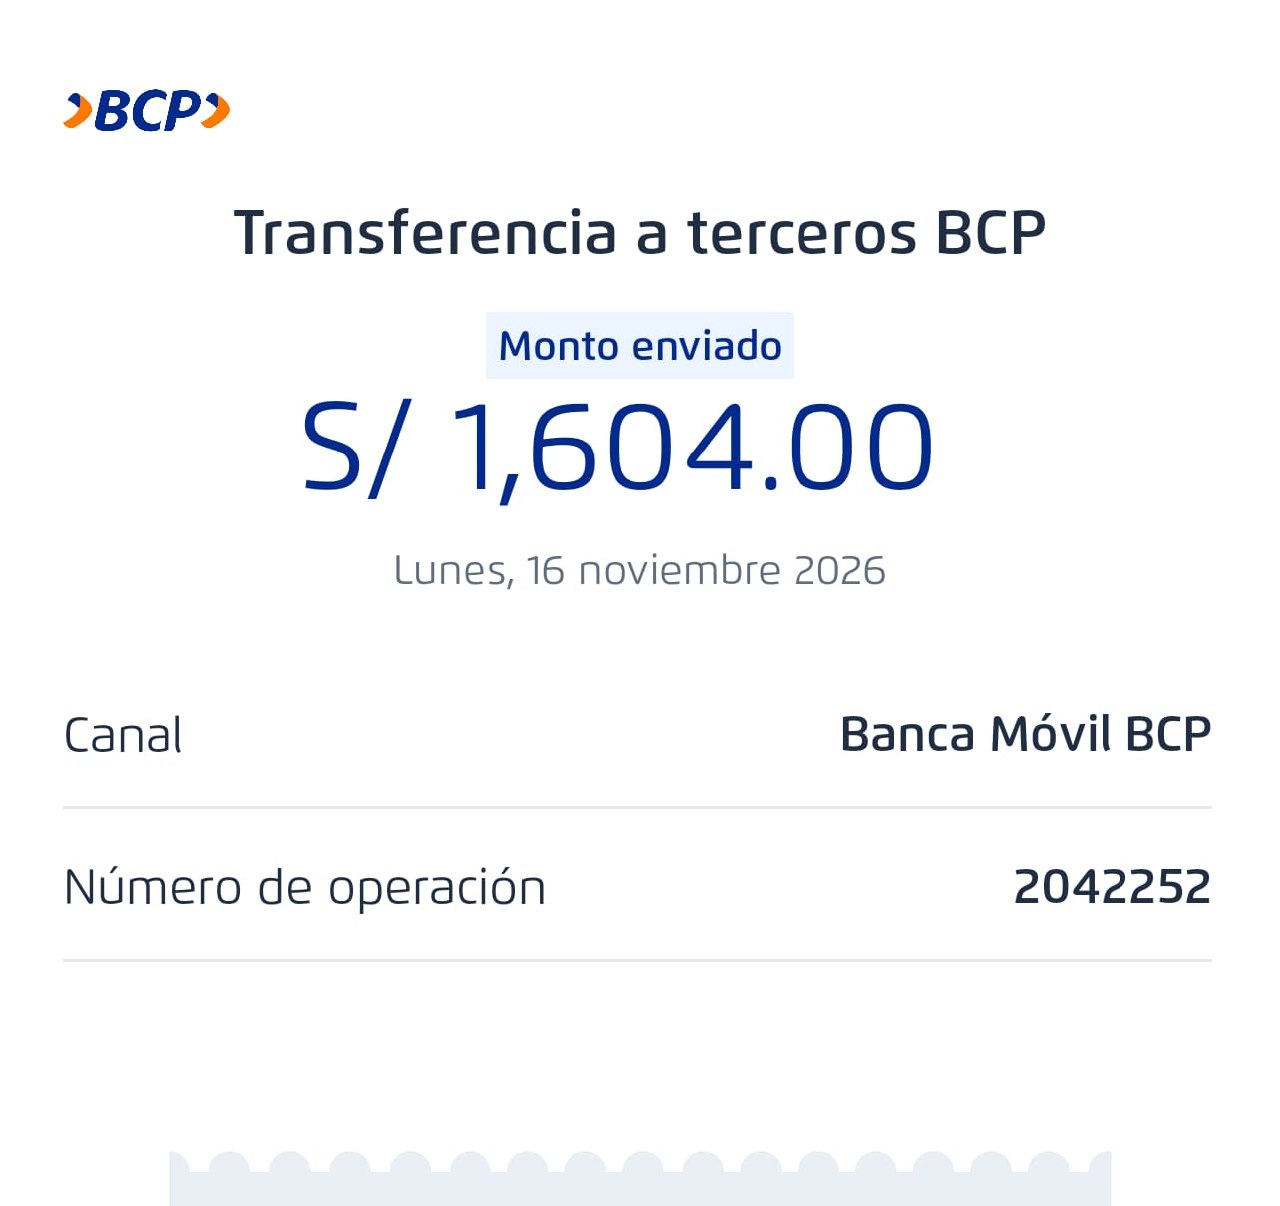 BCP
Transferencia a terceros BCP
Monto enviado
S/ 1,604.00
Lunes, 16 noviembre 2026
Canal Banca Móvil BCP
Número de operación 2042252